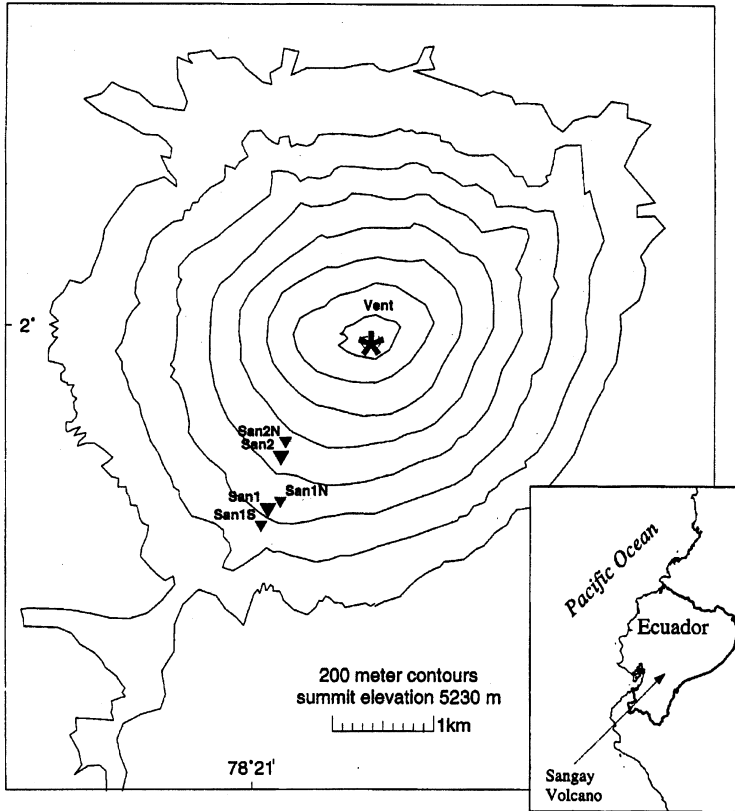 Vent
2°
San2N
San2
San1
San1N
San1S
Pacific Ocean
Ecuador
200 meter contours
summit elevation 5230 m
1km
78°21'
Sangay
Volcano